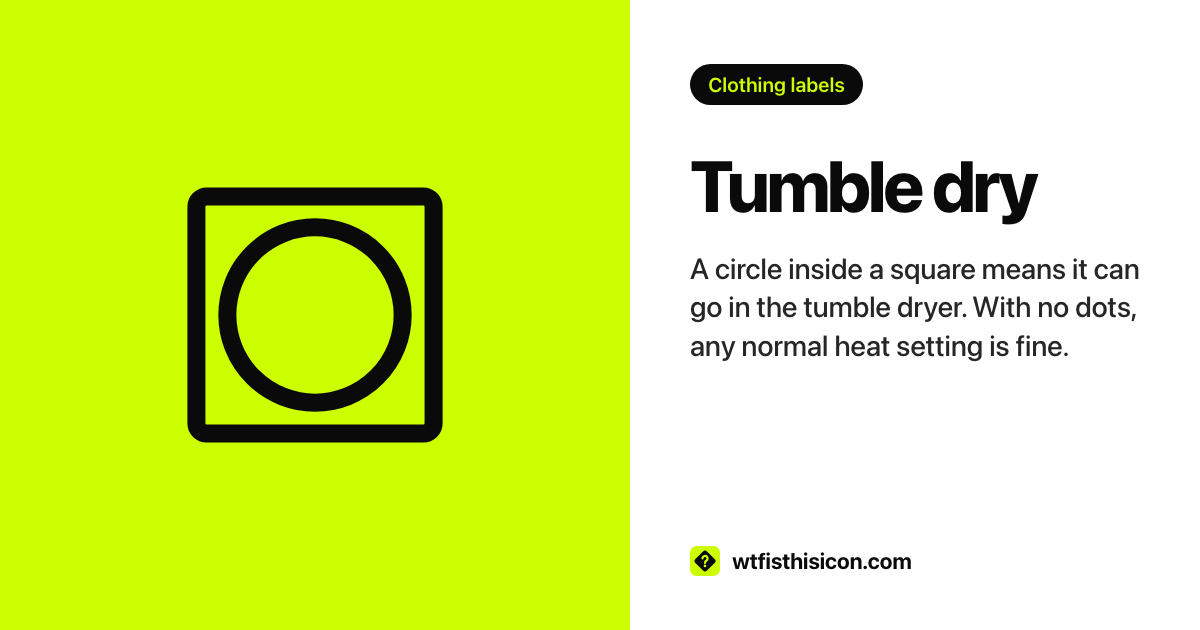 Clothing labels
Tumble dry
A circle inside a square means it can
go in the tumble dryer. With no dots,
any normal heat setting is fine.
?
wtfisthisicon.com